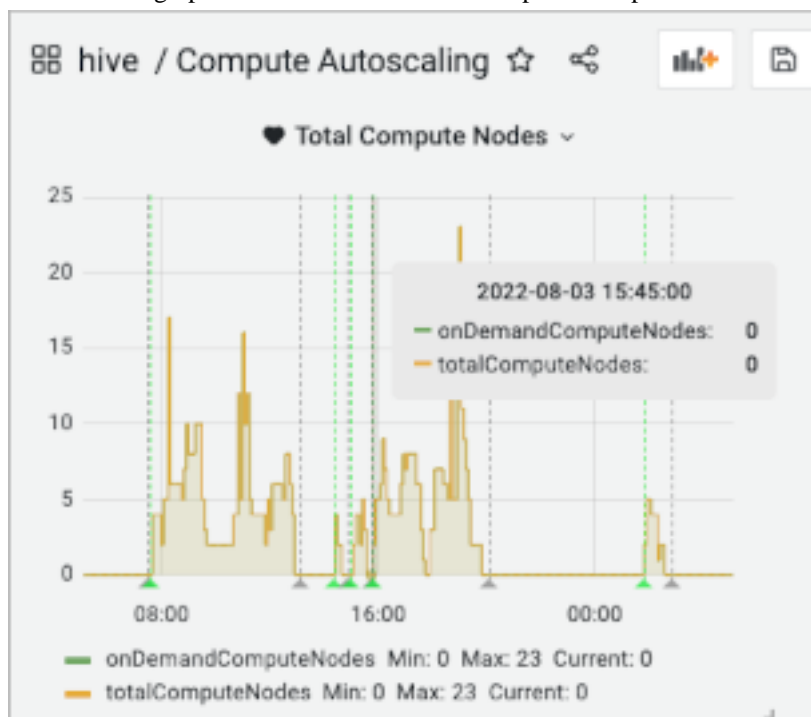 hive / Compute Autoscaling
Total Compute Nodes
25
20
15
10
5
0
2022-08-03 15:45:00
onDemandComputeNodes: 0
totalComputeNodes: 0
08:00 16:00 00:00
onDemandComputeNodes Min: 0 Max: 23 Current: 0
totalComputeNodes Min: 0 Max: 23 Current: 0